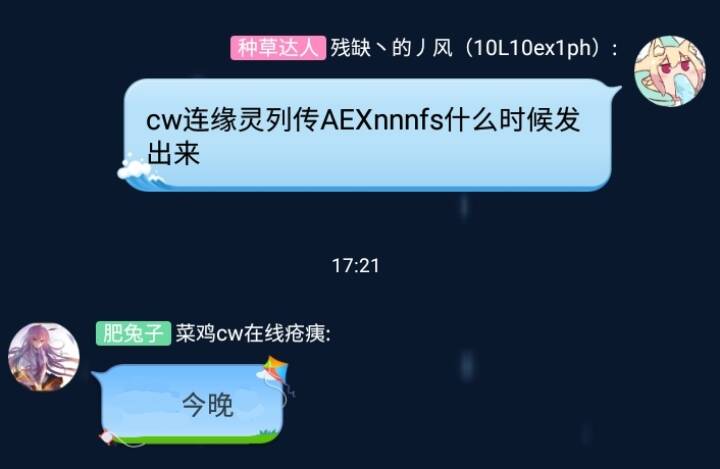 种草达人 残缺丶的丿风（10L10ex1ph）:
cw连缘灵列传AEXnnnfs什么时候发
出来
17:21
肥兔子 菜鸡cw在线疮痍:
今晚